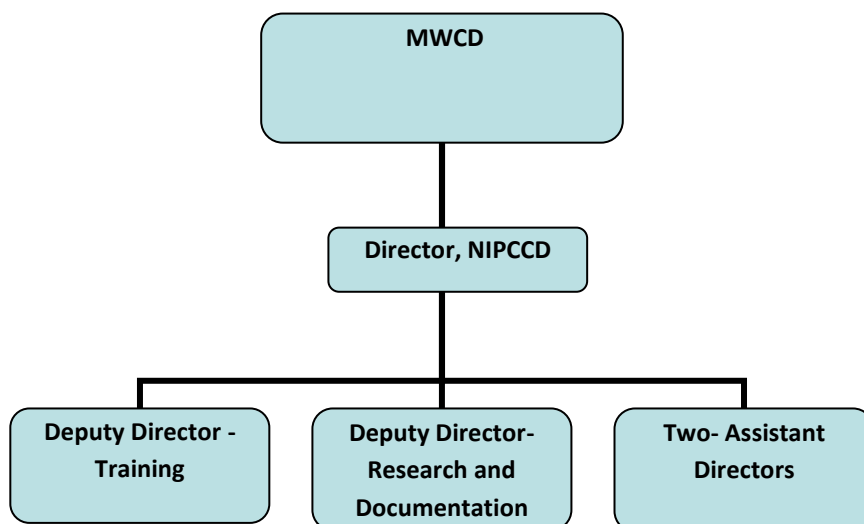 MWCD
Director, NIPCCD
Deputy Director -
Training
Deputy Director-
Research and
Documentation
Two- Assistant
Directors